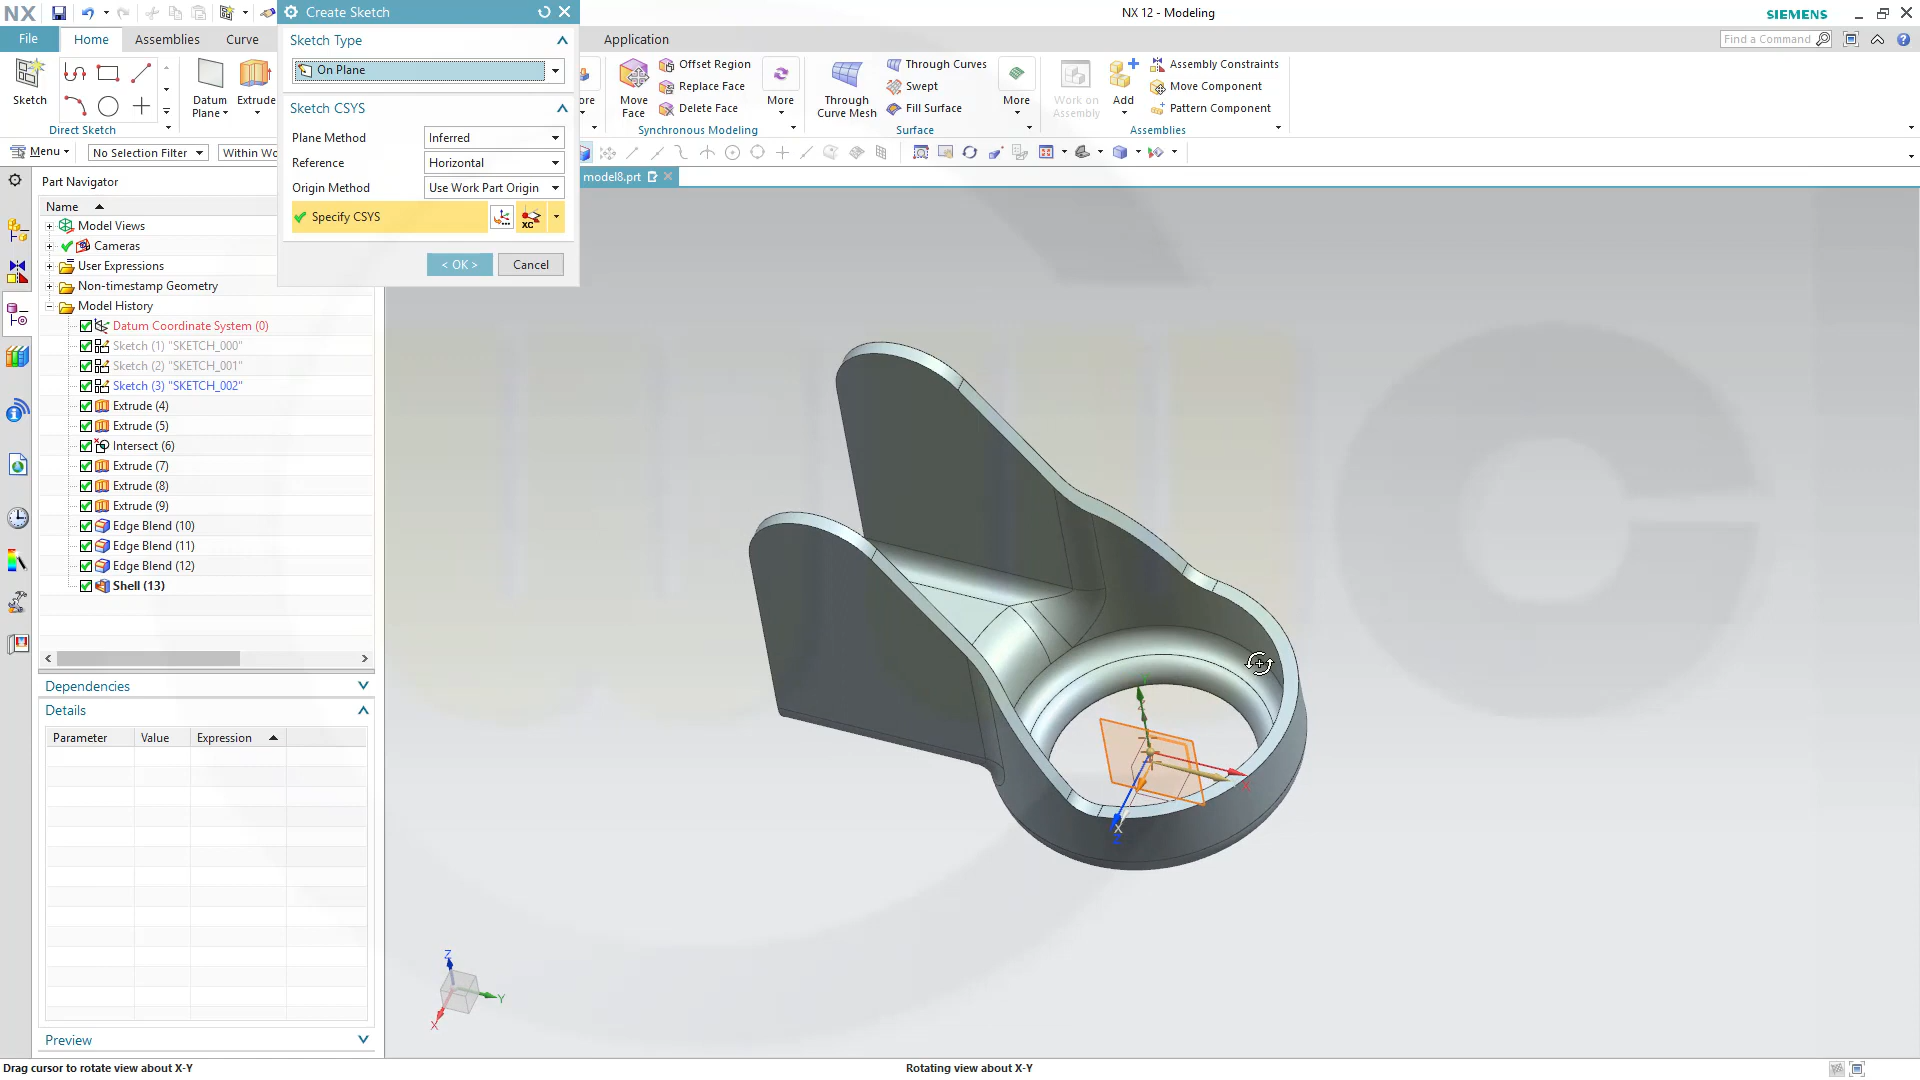 NX
Create Sketch
NX 12 - Modeling
SIEMENS
File
Home
Assemblies
Curve
Application
Find a Command
Sketch Type
On Plane
Sketch
Direct Sketch
Datum
Plane
Extrude
ore
Move
Face
Offset Region
Replace Face
Delete Face
More
Synchronous Modeling
Through
Curve Mesh
Through Curves
Swept
Fill Surface
More
Surface
Work on
Assembly
Add
Assembly Constraints
Move Component
Pattern Component
Assemblies
Sketch CSYS
Plane Method
Inferred
Reference
Horizontal
Origin Method
Use Work Part Origin
Specify CSYS
XC
< OK >
Cancel
Menu
No Selection Filter
Within Wo
model8.prt
Part Navigator
Name
Model Views
Cameras
User Expressions
Non-timestamp Geometry
Model History
Datum Coordinate System (0)
Sketch (1) "SKETCH_000"
Sketch (2) "SKETCH_001"
Sketch (3) "SKETCH_002"
Extrude (4)
Extrude (5)
Intersect (6)
Extrude (7)
Extrude (8)
Extrude (9)
Edge Blend (10)
Edge Blend (11)
Edge Blend (12)
Shell (13)
Dependencies
Details
Parameter
Value
Expression
Preview
X
Z
Y
X
Drag cursor to rotate view about X-Y
Rotating view about X-Y